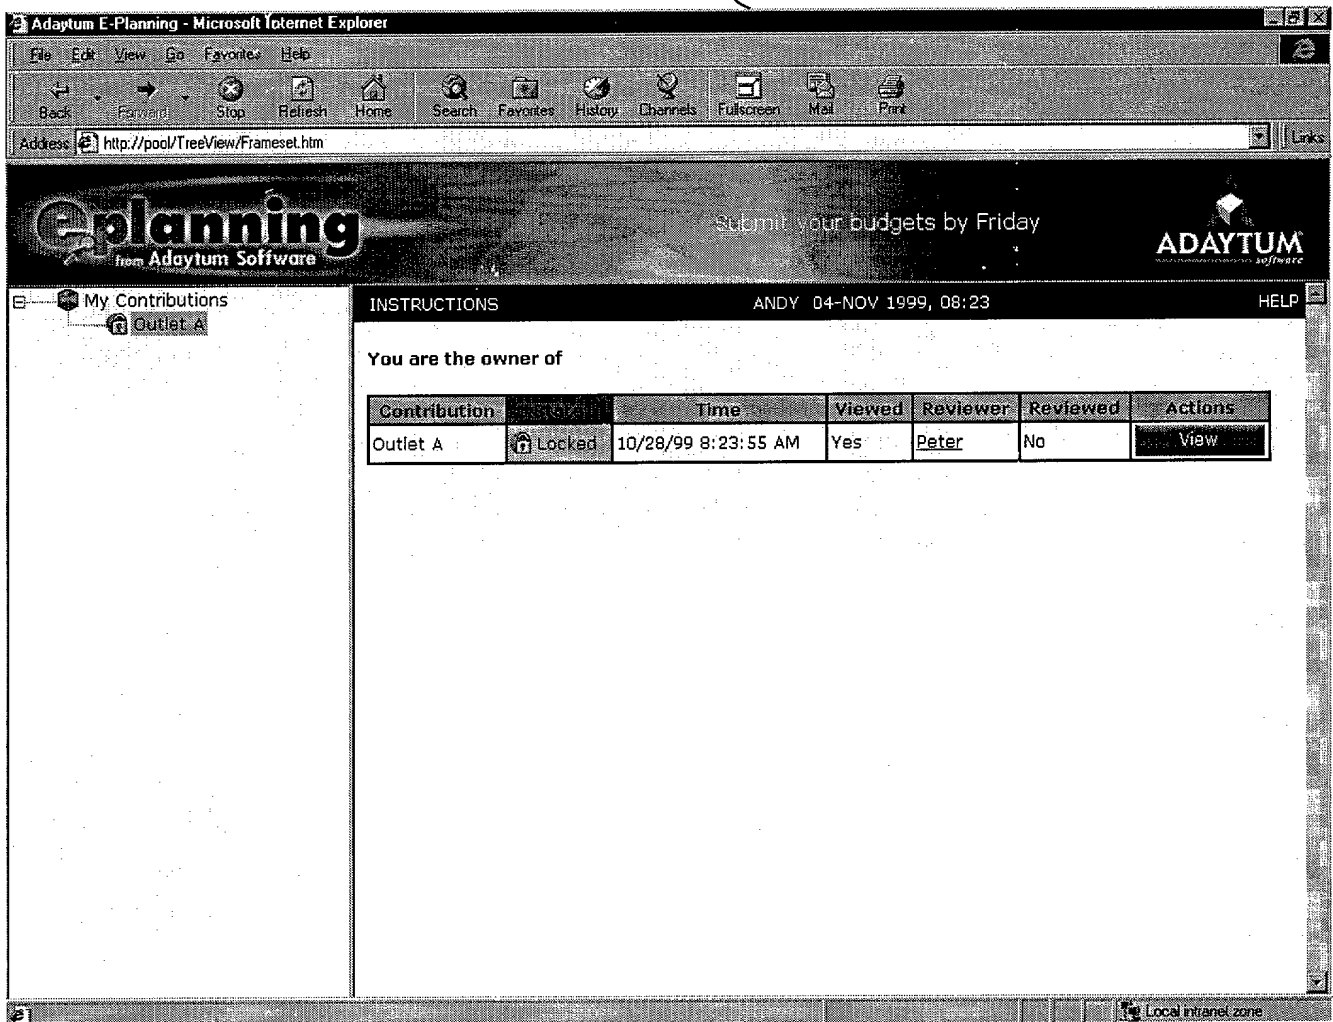 Adaytum E-Planning - Microsoft Internet Explorer
File Edit View Go Favorites Help
Back Forward Stop Refresh Home Search Favorites History Channels Fullscreen Mail Print
Address http://pool/TreeView/Frameset.htm Links
eplanning
from Adaytum Software
Submit your budgets by Friday
ADAYTUM
software
My Contributions
Outlet A
INSTRUCTIONS ANDY 04-NOV 1999, 08:23 HELP
You are the owner of
Contribution State Time Viewed Reviewer Reviewed Actions
Outlet A Locked 10/28/99 8:23:55 AM Yes Peter No View
Local intranet zone